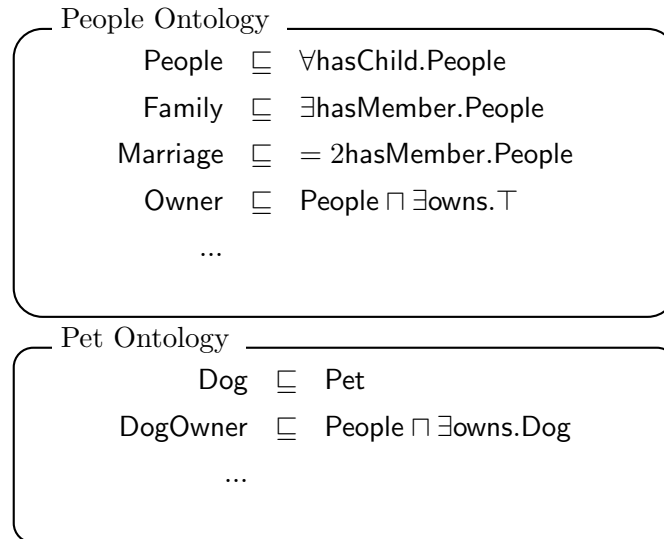 People Ontology
People ⊑ ∀hasChild.People
Family ⊑ ∃hasMember.People
Marriage ⊑ = 2hasMember.People
Owner ⊑ People ⊓ ∃owns.⊤
...
Pet Ontology
Dog ⊑ Pet
DogOwner ⊑ People ⊓ ∃owns.Dog
...